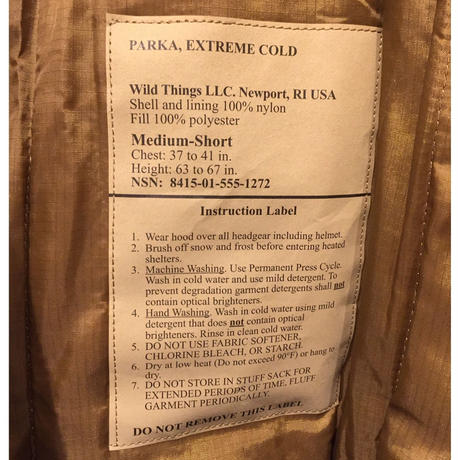 PARKA, EXTREME COLD
Wild Things LLC. Newport, RI USA
Shell and lining 100% nylon
Fill 100% polyester
Medium-Short
Chest: 37 to 41 in.
Height: 63 to 67 in.
NSN: 8415-01-555-1272
Instruction Label
1. Wear hood over all headgear including helmet.
2. Brush off snow and frost before entering heated
shelters.
3. Machine Washing. Use Permanent Press Cycle.
Wash in cold water and use mild detergent. To
prevent degradation garment detergents shall not
contain optical brighteners.
4. Hand Washing. Wash in cold water using mild
detergent that does not contain optical
brighteners. Rinse in clean cold water.
5. DO NOT USE FABRIC SOFTENER,
CHLORINE BLEACH, OR STARCH.
6. Dry at low heat (Do not exceed 90°F) or hang to
dry.
7. DO NOT STORE IN STUFF SACK FOR
EXTENDED PERIODS OF TIME, FLUFF
GARMENT PERIODICALLY.
DO NOT REMOVE THIS LABEL